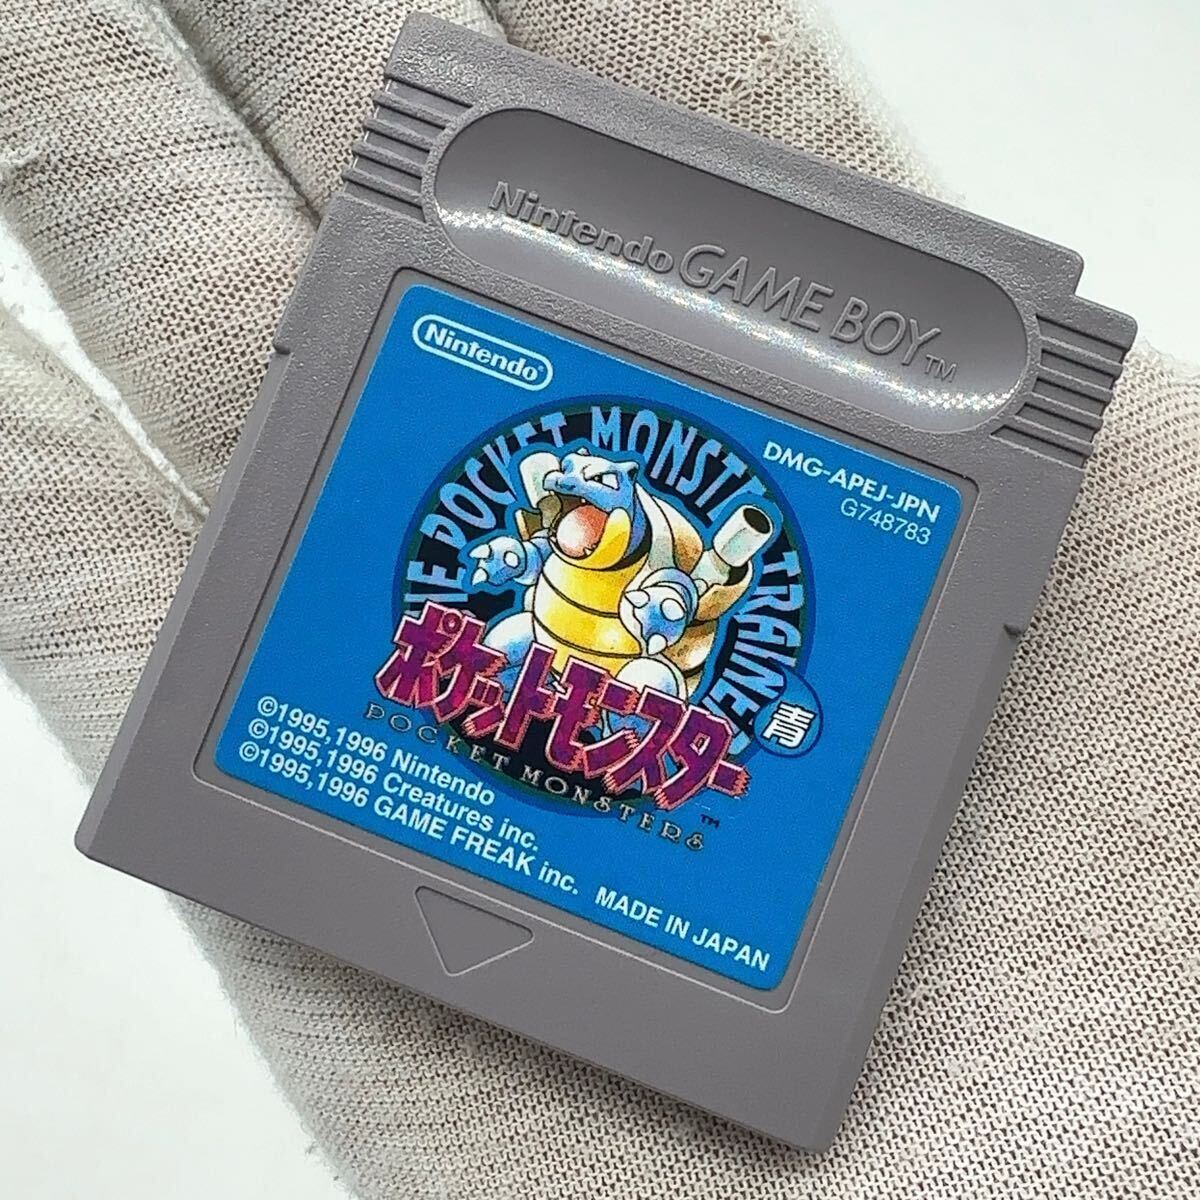 Nintendo GAME BOY™
Nintendo®
DMG-APEJ-JPN
G748783
THE POCKET MONSTER TRAINER
ポケットモンスター
青
POCKET MONSTERS™
©1995,1996 Nintendo
©1995,1996 Creatures inc.
©1995,1996 GAME FREAK inc.
MADE IN JAPAN